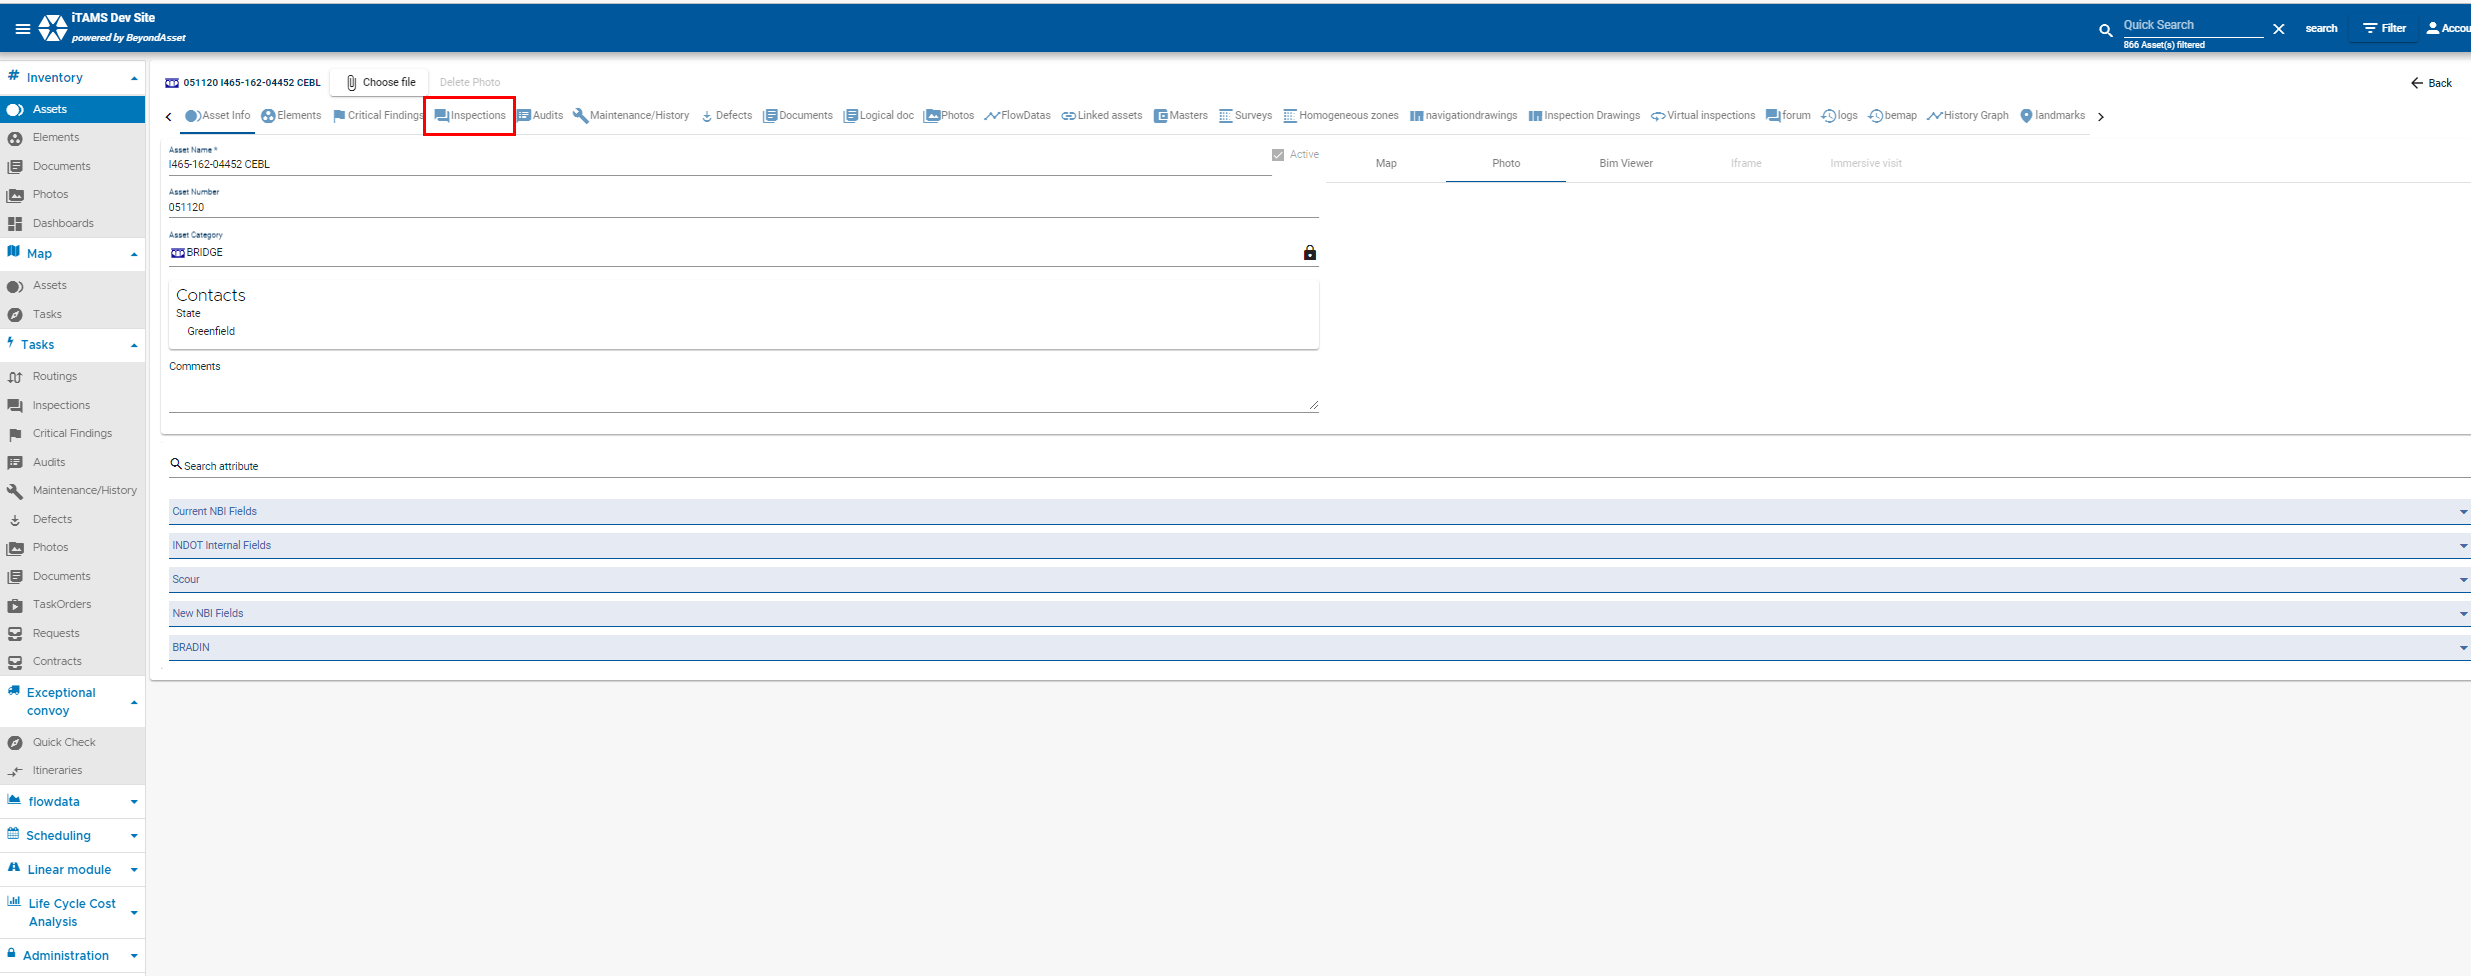 iTAMS Dev Site
powered by BeyondAsset
Quick Search
866 Asset(s) filtered
search
Filter
Accou
Inventory
Assets
Elements
Documents
Photos
Dashboards
Map
Assets
Tasks
Tasks
Routings
Inspections
Critical Findings
Audits
Maintenance/History
Defects
Photos
Documents
TaskOrders
Requests
Contracts
Exceptional
convoy
Quick Check
Itineraries
flowdata
Scheduling
Linear module
Life Cycle Cost
Analysis
Administration
051120 I465-162-04452 CEBL
Choose file
Delete Photo
Back
Asset Info
Elements
Critical Findings
Inspections
Audits
Maintenance/History
Defects
Documents
Logical doc
Photos
FlowDatas
Linked assets
Masters
Surveys
Homogeneous zones
navigationdrawings
Inspection Drawings
Virtual inspections
forum
logs
bemap
History Graph
landmarks
Asset Name *
I465-162-04452 CEBL
Active
Asset Number
051120
Asset Category
BRIDGE
Contacts
State
Greenfield
Comments
Map
Photo
Bim Viewer
Iframe
Immersive visit
Search attribute
Current NBI Fields
INDOT Internal Fields
Scour
New NBI Fields
BRADIN